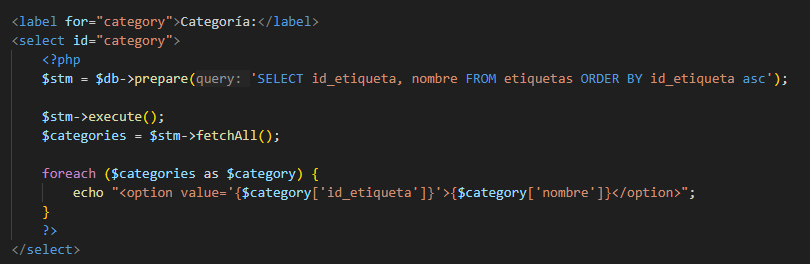 <label for="category">Categoría:</label>
<select id="category">
<?php
$stm = $db->prepare(query: 'SELECT id_etiqueta, nombre FROM etiquetas ORDER BY id_etiqueta asc');
$stm->execute();
$categories = $stm->fetchAll();
foreach ($categories as $category) {
echo "<option value='{$category['id_etiqueta']}'>{$category['nombre']}</option>";
}
?>
</select>